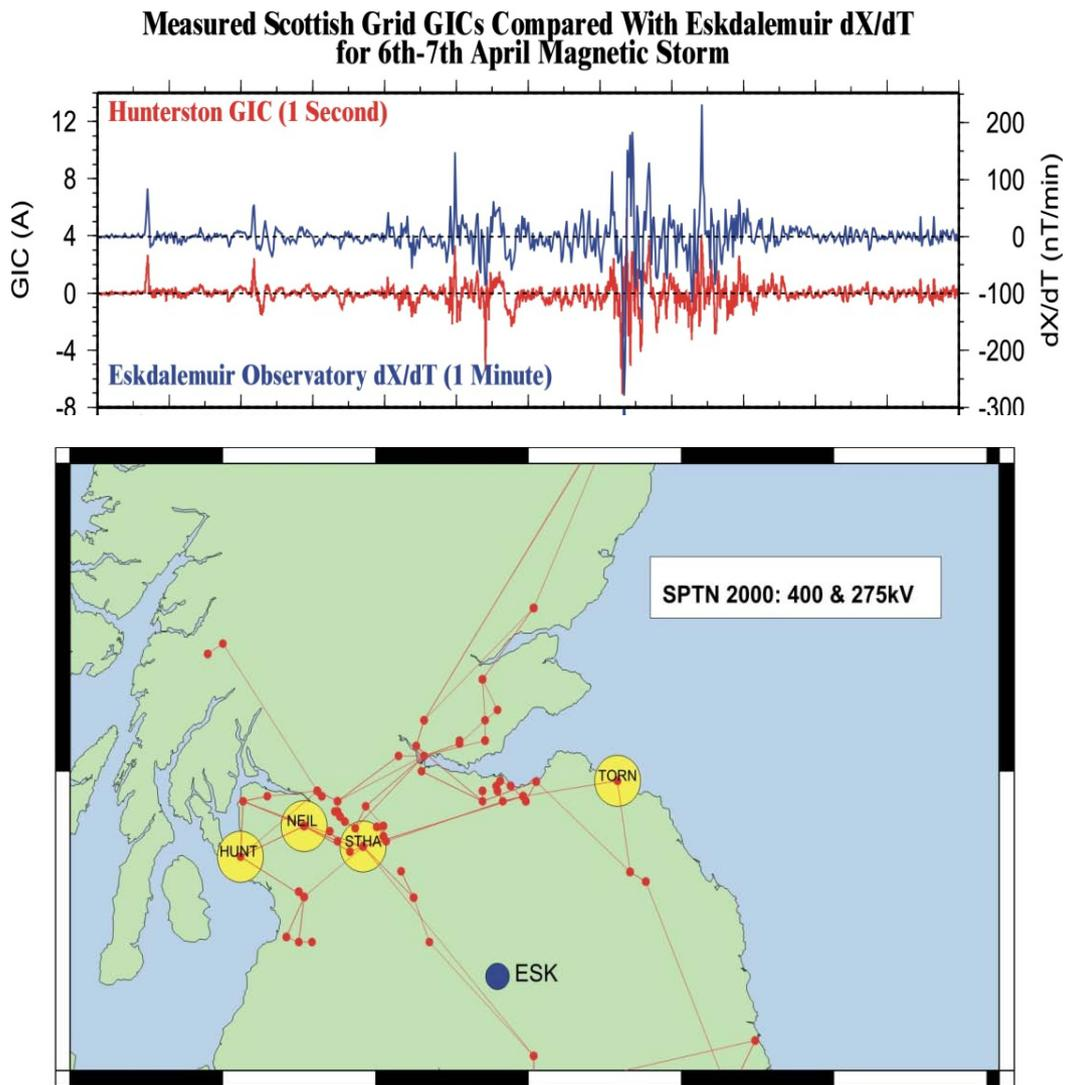 Measured Scottish Grid GICs Compared With Eskdalemuir dX/dT
for 6th-7th April Magnetic Storm
Hunterston GIC (1 Second)
12
8
4
0
-4
-8
GIC (A)
200
100
0
-100
-200
-300
dX/dT (nT/min)
Eskdalemuir Observatory dX/dT (1 Minute)
SPTN 2000: 400 & 275kV
TORN
NEIL
STHA
HUNT
ESK